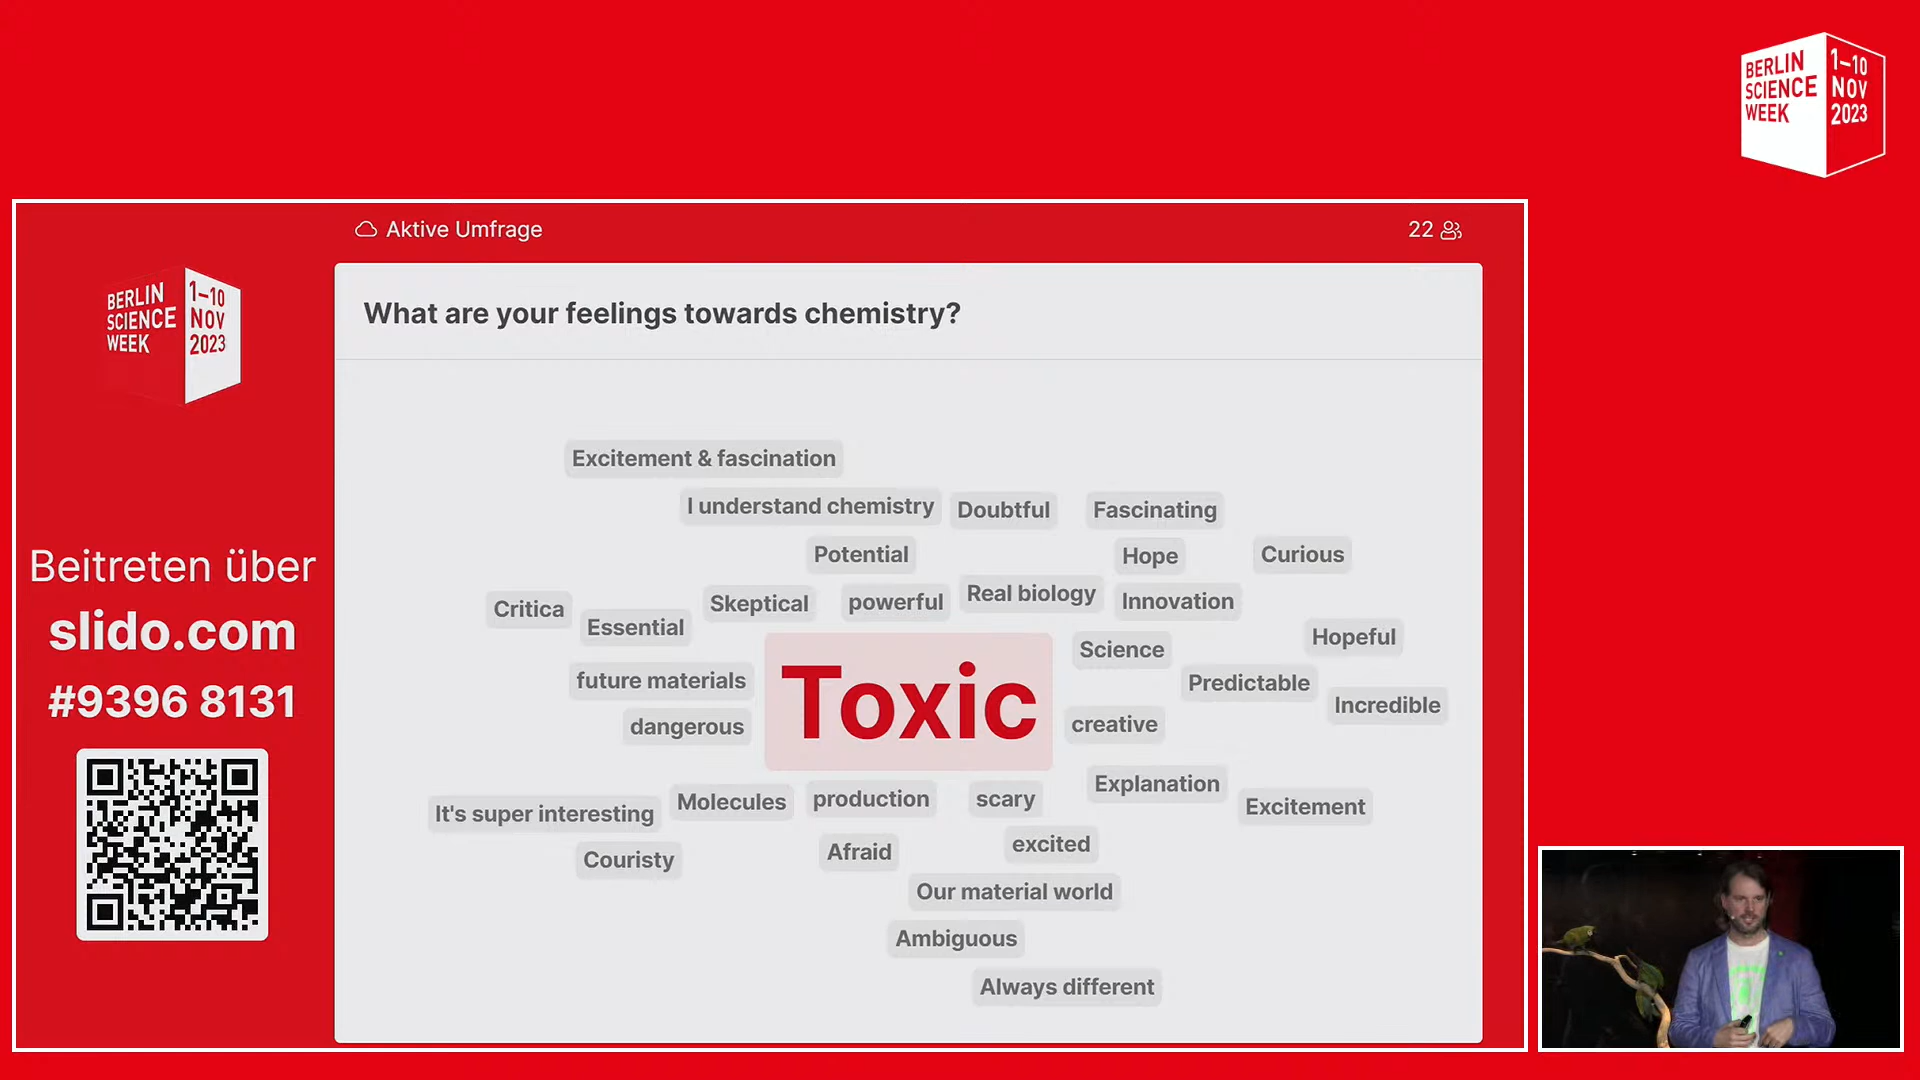 BERLIN
SCIENCE
WEEK
1–10
NOV
2023
Aktive Umfrage
22
BERLIN
SCIENCE
WEEK
1–10
NOV
2023
What are your feelings towards chemistry?
Beitreten über
slido.com
#9396 8131
Excitement & fascination
I understand chemistry
Doubtful
Fascinating
Potential
Hope
Curious
Critica
Essential
Skeptical
powerful
Real biology
Innovation
Hopeful
future materials
Toxic
Science
Predictable
Incredible
dangerous
creative
It's super interesting
Molecules
production
scary
Explanation
Excitement
Couristy
Afraid
excited
Our material world
Ambiguous
Always different